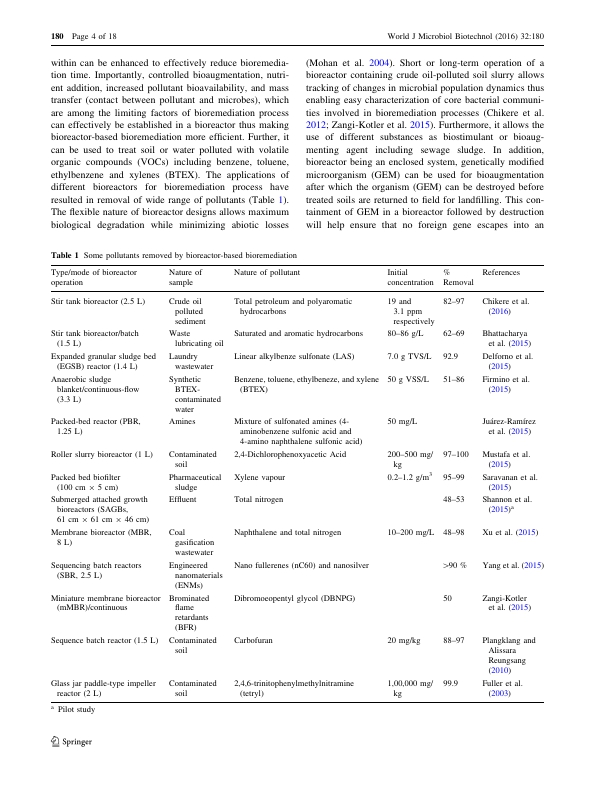 180 Page 4 of 18
World J Microbiol Biotechnol (2016) 32:180
within can be enhanced to effectively reduce bioremedia-
tion time. Importantly, controlled bioaugmentation, nutri-
ent addition, increased pollutant bioavailability, and mass
transfer (contact between pollutant and microbes), which
are among the limiting factors of bioremediation process
can effectively be established in a bioreactor thus making
bioreactor-based bioremediation more efficient. Further, it
can be used to treat soil or water polluted with volatile
organic compounds (VOCs) including benzene, toluene,
ethylbenzene and xylenes (BTEX). The applications of
different bioreactors for bioremediation process have
resulted in removal of wide range of pollutants (Table 1).
The flexible nature of bioreactor designs allows maximum
biological degradation while minimizing abiotic losses
(Mohan et al. 2004). Short or long-term operation of a
bioreactor containing crude oil-polluted soil slurry allows
tracking of changes in microbial population dynamics thus
enabling easy characterization of core bacterial communi-
ties involved in bioremediation processes (Chikere et al.
2012; Zangi-Kotler et al. 2015). Furthermore, it allows the
use of different substances as biostimulant or bioaug-
menting agent including sewage sludge. In addition,
bioreactor being an enclosed system, genetically modified
microorganism (GEM) can be used for bioaugmentation
after which the organism (GEM) can be destroyed before
treated soils are returned to field for landfilling. This con-
tainment of GEM in a bioreactor followed by destruction
will help ensure that no foreign gene escapes into an
Table 1 Some pollutants removed by bioreactor-based bioremediation
Type/mode of bioreactor
operation
Nature of
sample
Nature of pollutant
Initial
concentration
%
Removal
References
Stir tank bioreactor (2.5 L)
Crude oil
polluted
sediment
Total petroleum and polyaromatic
hydrocarbons
19 and
3.1 ppm
respectively
82–97
Chikere et al.
(2016)
Stir tank bioreactor/batch
(1.5 L)
Waste
lubricating oil
Saturated and aromatic hydrocarbons
80–86 g/L
62–69
Bhattacharya
et al. (2015)
Expanded granular sludge bed
(EGSB) reactor (1.4 L)
Laundry
wastewater
Linear alkylbenze sulfonate (LAS)
7.0 g TVS/L
92.9
Delforno et al.
(2015)
Anaerobic sludge
blanket/continuous-flow
(3.3 L)
Synthetic
BTEX-
contaminated
water
Benzene, toluene, ethylbeneze, and xylene
(BTEX)
50 g VSS/L
51–86
Firmino et al.
(2015)
Packed-bed reactor (PBR,
1.25 L)
Amines
Mixture of sulfonated amines (4-
aminobenzene sulfonic acid and
4-amino naphthalene sulfonic acid)
50 mg/L
Juárez-Ramírez
et al. (2015)
Roller slurry bioreactor (1 L)
Contaminated
soil
2,4-Dichlorophenoxyacetic Acid
200–500 mg/
kg
97–100
Mustafa et al.
(2015)
Packed bed biofilter
(100 cm × 5 cm)
Pharmaceutical
sludge
Xylene vapour
0.2–1.2 g/m3
95–99
Saravanan et al.
(2015)
Submerged attached growth
bioreactors (SAGBs,
61 cm × 61 cm × 46 cm)
Effluent
Total nitrogen
48–53
Shannon et al.
(2015)a
Membrane bioreactor (MBR,
8 L)
Coal
gasification
wastewater
Naphthalene and total nitrogen
10–200 mg/L
48–98
Xu et al. (2015)
Sequencing batch reactors
(SBR, 2.5 L)
Engineered
nanomaterials
(ENMs)
Nano fullerenes (nC60) and nanosilver
>90 %
Yang et al. (2015)
Miniature membrane bioreactor
(mMBR)/continuous
Brominated
flame
retardants
(BFR)
Dibromoeopentyl glycol (DBNPG)
50
Zangi-Kotler
et al. (2015)
Sequence batch reactor (1.5 L)
Contaminated
soil
Carbofuran
20 mg/kg
88–97
Plangklang and
Alissara
Reungsang
(2010)
Glass jar paddle-type impeller
reactor (2 L)
Contaminated
soil
2,4,6-trinitophenylmethylnitramine
(tetryl)
1,00,000 mg/
kg
99.9
Fuller et al.
(2003)
a Pilot study
Springer